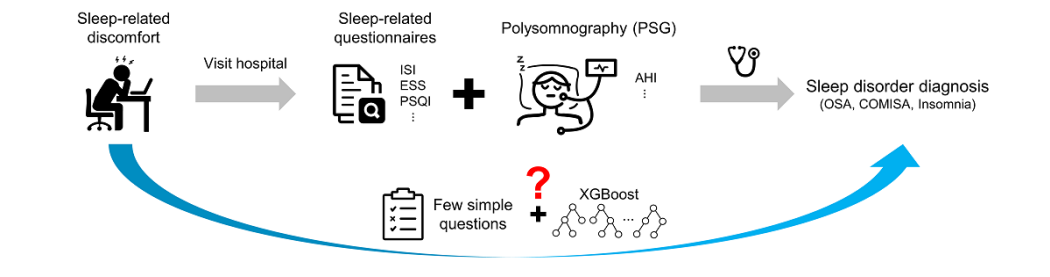 Sleep-related
discomfort
Visit hospital
Sleep-related
questionnaires
ISI
ESS
PSQI
⋮
Polysomnography (PSG)
z
z
AHI
⋮
Sleep disorder diagnosis
(OSA, COMISA, Insomnia)
Few simple
questions
?
+
XGBoost
...